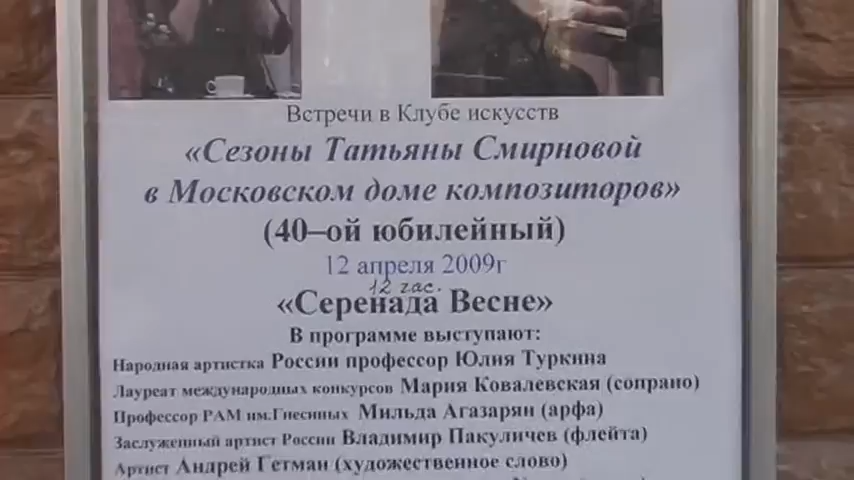 Встречи в Клубе искусств
«Сезоны Татьяны Смирновой
в Московском доме композиторов»
(40–ой юбилейный)
12 апреля 2009г
12 час.
«Серенада Весне»
В программе выступают:
Народная артистка России профессор Юлия Туркина
Лауреат международных конкурсов Мария Ковалевская (сопрано)
Профессор РАМ им.Гнесиных Мильда Агазарян (арфа)
Заслуженный артист России Владимир Пакуличев (флейта)
Артист Андрей Гетман (художественное слово)